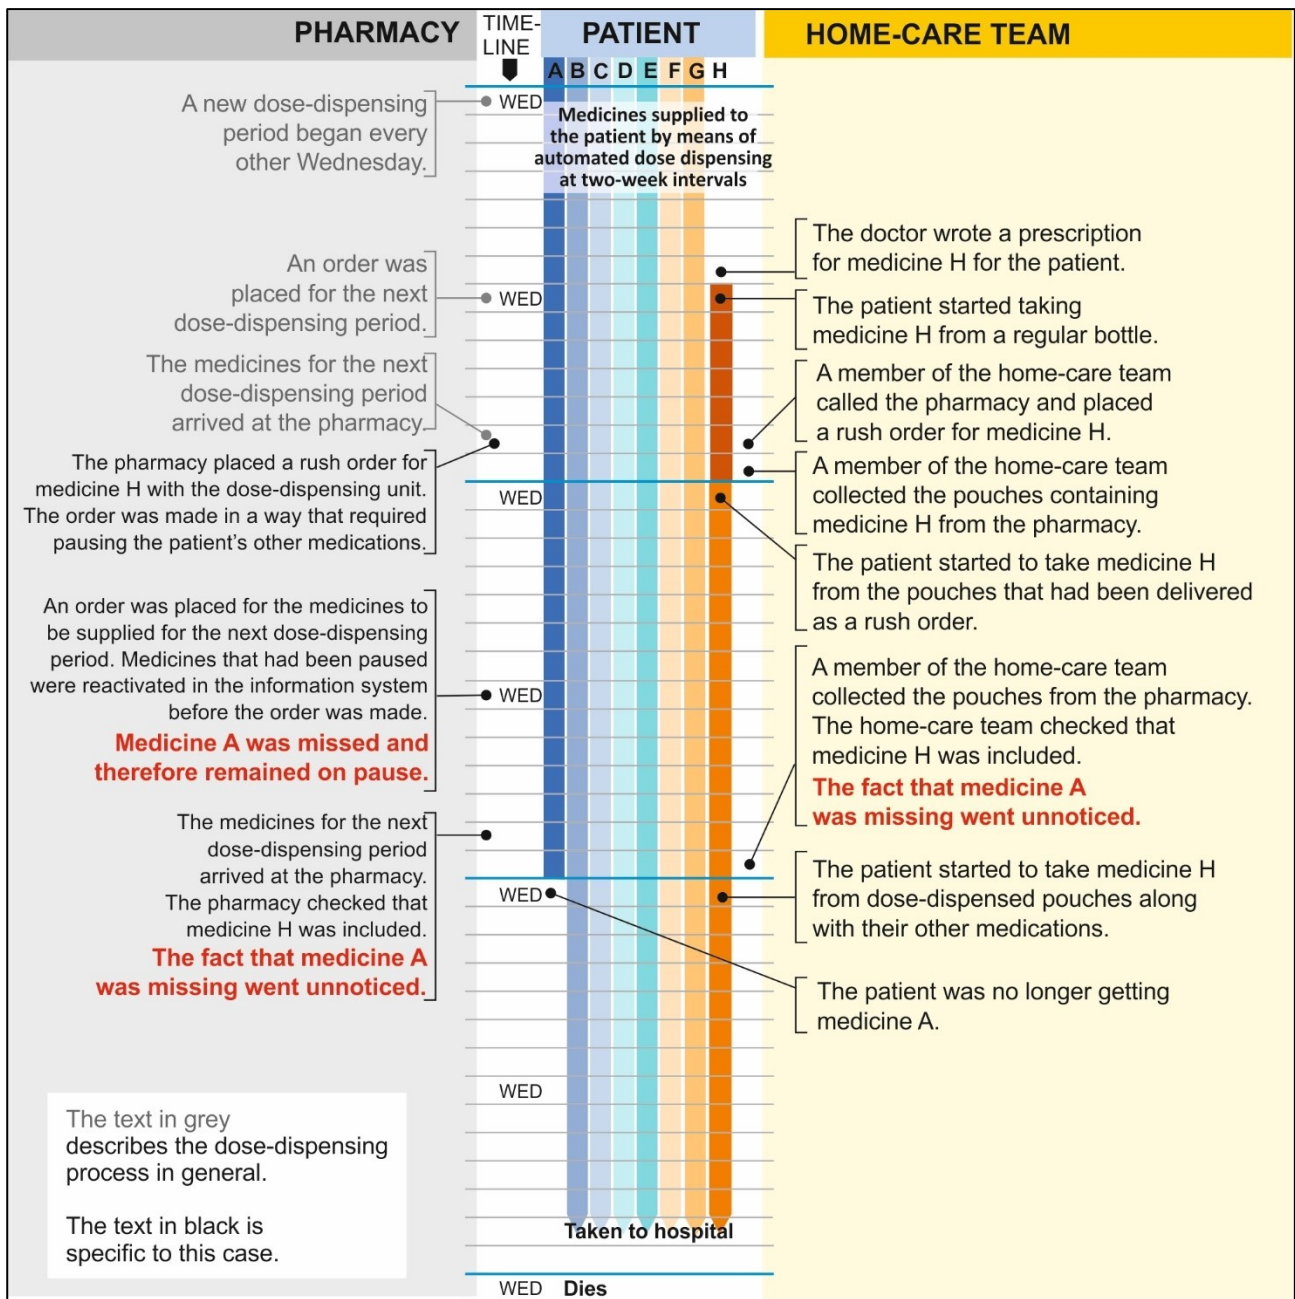 PHARMACY
TIME-
LINE
PATIENT
HOME-CARE TEAM
A B C D E F G H
A new dose-dispensing
period began every
other Wednesday.
WED
Medicines supplied to
the patient by means of
automated dose dispensing
at two-week intervals
The doctor wrote a prescription
for medicine H for the patient.
An order was
placed for the next
dose-dispensing period.
WED
The patient started taking
medicine H from a regular bottle.
The medicines for the next
dose-dispensing period
arrived at the pharmacy.
A member of the home-care team
called the pharmacy and placed
a rush order for medicine H.
The pharmacy placed a rush order for
medicine H with the dose-dispensing unit.
The order was made in a way that required
pausing the patient’s other medications.
A member of the home-care team
collected the pouches containing
medicine H from the pharmacy.
WED
The patient started to take medicine H
from the pouches that had been delivered
as a rush order.
An order was placed for the medicines to
be supplied for the next dose-dispensing
period. Medicines that had been paused
were reactivated in the information system
before the order was made.
Medicine A was missed and
therefore remained on pause.
WED
A member of the home-care team
collected the pouches from the pharmacy.
The home-care team checked that
medicine H was included.
The fact that medicine A
was missing went unnoticed.
The medicines for the next
dose-dispensing period
arrived at the pharmacy.
The pharmacy checked that
medicine H was included.
The fact that medicine A
was missing went unnoticed.
WED
The patient started to take medicine H
from dose-dispensed pouches along
with their other medications.
The patient was no longer getting
medicine A.
WED
The text in grey
describes the dose-dispensing
process in general.
The text in black is
specific to this case.
Taken to hospital
WED
Dies